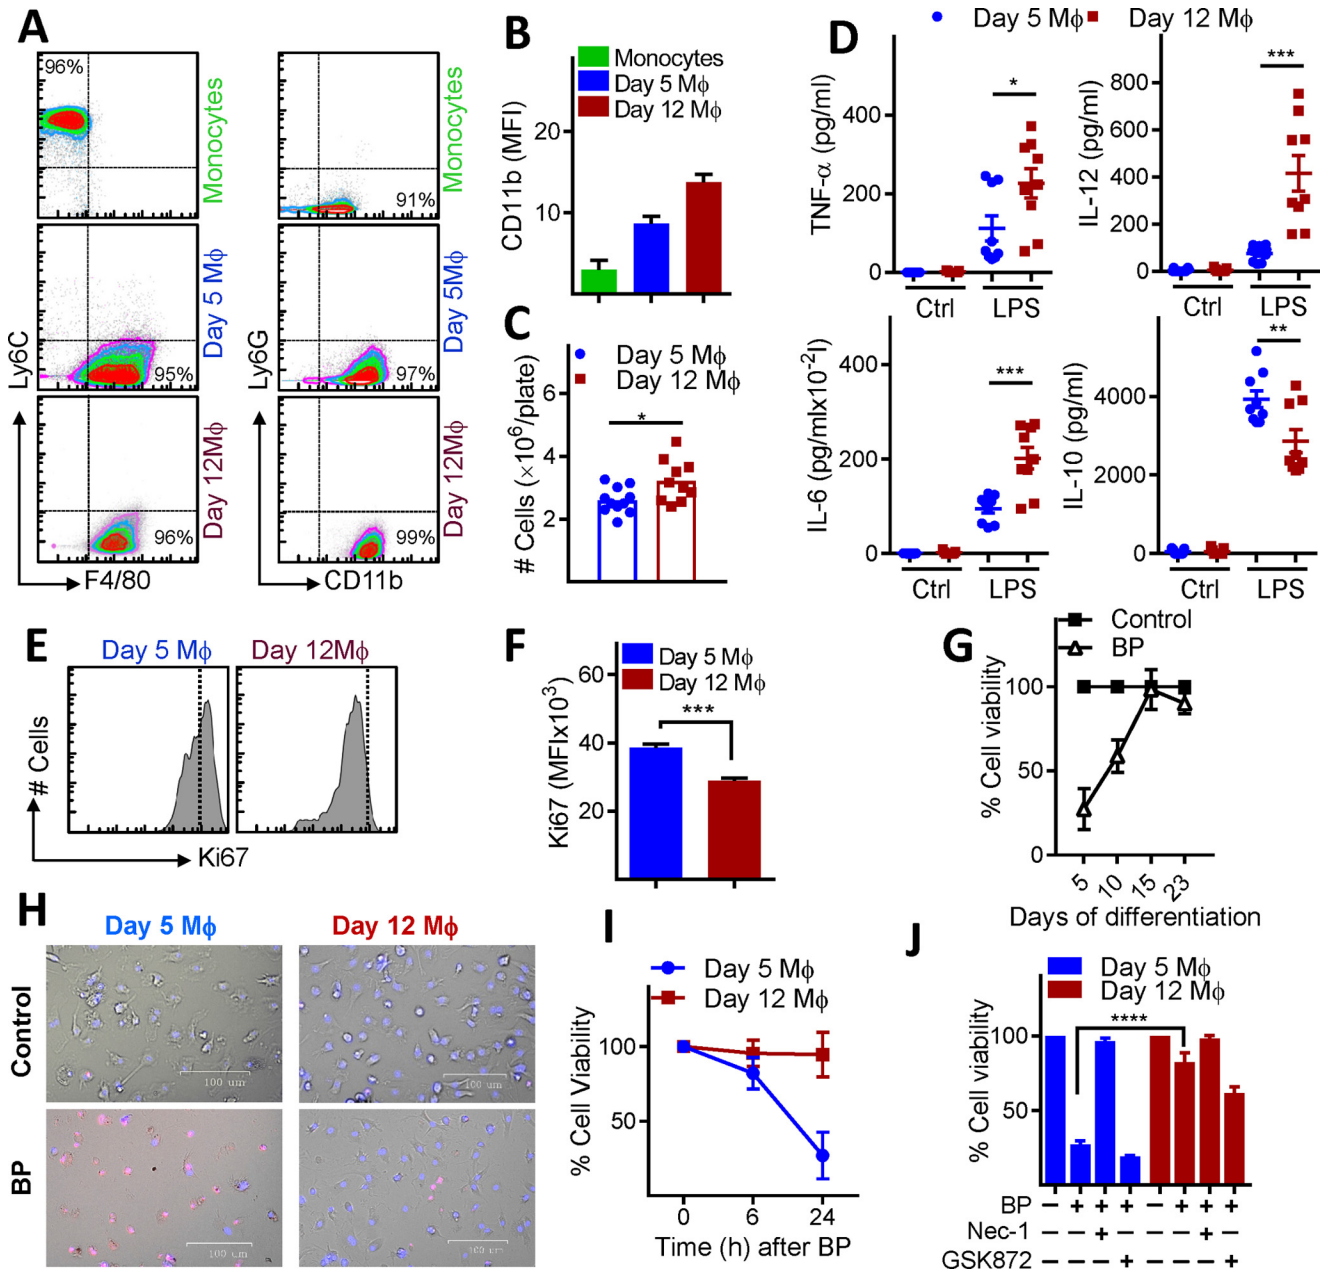 A
96%
Monocytes
91%
Monocytes
Ly6C
Day 5 Mϕ
95%
Ly6G
Day 5Mϕ
97%
Day 12Mϕ
96%
Day 12Mϕ
99%
F4/80
CD11b
B
Monocytes
Day 5 Mϕ
Day 12 Mϕ
CD11b (MFI)
20
10
C
Day 5 Mϕ
Day 12 Mϕ
# Cells (×10⁶/plate)
6
4
2
*
D
Day 5 Mϕ
Day 12 Mϕ
TNF-α (pg/ml)
400
200
0
*
Ctrl
LPS
IL-12 (pg/ml)
800
600
400
200
0
***
Ctrl
LPS
IL-6 (pg/mlx10⁻²l)
400
200
0
***
Ctrl
LPS
IL-10 (pg/ml)
4000
2000
0
**
Ctrl
LPS
E
Day 5 Mϕ
Day 12Mϕ
# Cells
Ki67
F
Day 5 Mϕ
Day 12 Mϕ
Ki67 (MFIx10³)
60
40
20
***
G
Control
BP
% Cell viability
100
50
0
5
10
15
23
Days of differentiation
H
Day 5 Mϕ
Day 12 Mϕ
Control
100 um
100 um
BP
100 um
100 um
I
Day 5 Mϕ
Day 12 Mϕ
% Cell Viability
100
50
0
6
24
Time (h) after BP
J
Day 5 Mϕ
Day 12 Mϕ
% Cell viability
100
50
****
BP
− + + + − + + +
Nec-1
− − + − − − + −
GSK872
− − − + − − − +